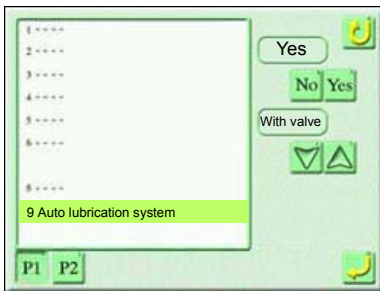 1 ----
2 ----
3 ----
4 ----
5 ----
6 ----
8 ----
9 Auto lubrication system
Yes
No Yes
With valve
P1 P2